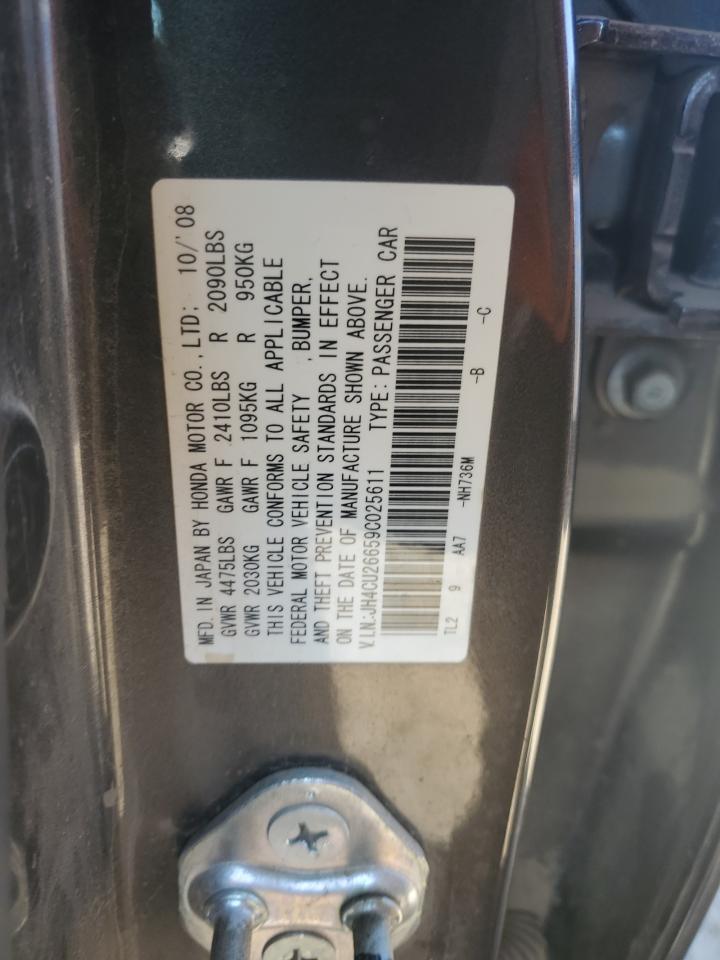 MFD. IN JAPAN BY HONDA MOTOR CO., LTD: 10/'08
GVWR 4475LBS GAWR F 2410LBS R 2090LBS
GVWR 2030KG GAWR F 1095KG R 950KG
THIS VEHICLE CONFORMS TO ALL APPLICABLE
FEDERAL MOTOR VEHICLE SAFETY , BUMPER,
AND THEFT PREVENTION STANDARDS IN EFFECT
ON THE DATE OF MANUFACTURE SHOWN ABOVE.
V.I.N.:JH4CU26659C025611 TYPE: PASSENGER CAR
TL2 9 AA7 -NH736M -B -C